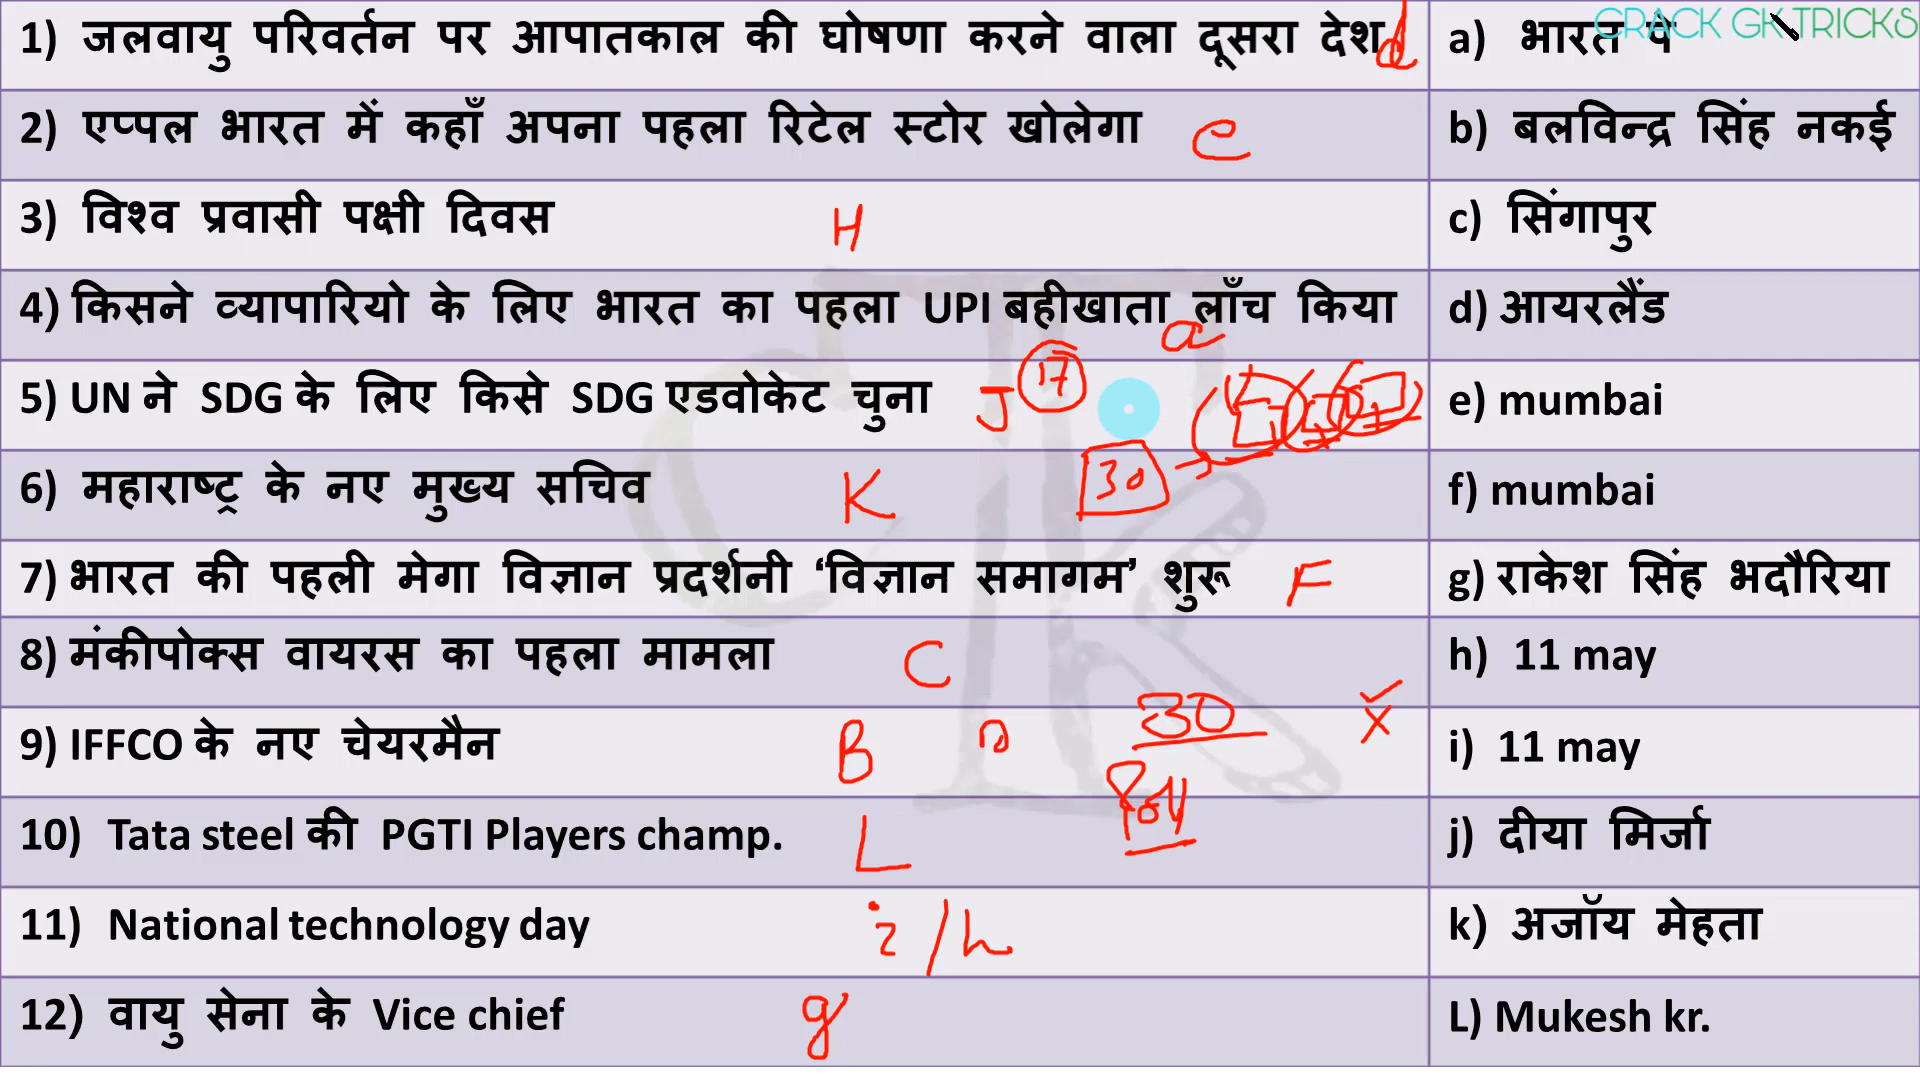 1) जलवायु परिवर्तन पर आपातकाल की घोषणा करने वाला दूसरा देश d a) भारत पे CRACK GK TRICKS
2) एप्पल भारत में कहाँ अपना पहला रिटेल स्टोर खोलेगा e b) बलविन्द्र सिंह नकई
3) विश्व प्रवासी पक्षी दिवस H c) सिंगापुर
4) किसने व्यापारियो के लिए भारत का पहला UPI बहीखाता लाँच किया a d) आयरलैंड
5) UN ने SDG के लिए किसे SDG एडवोकेट चुना J 17 e) mumbai
6) महाराष्ट्र के नए मुख्य सचिव K 30 f) mumbai
7) भारत की पहली मेगा विज्ञान प्रदर्शनी ‘विज्ञान समागम’ शुरू F g) राकेश सिंह भदौरिया
8) मंकीपोक्स वायरस का पहला मामला C h) 11 may
9) IFFCO के नए चेयरमैन B 30 i) 11 may
10) Tata steel की PGTI Players champ. L j) दीया मिर्जा
11) National technology day i/h k) अजॉय मेहता
12) वायु सेना के Vice chief g L) Mukesh kr.